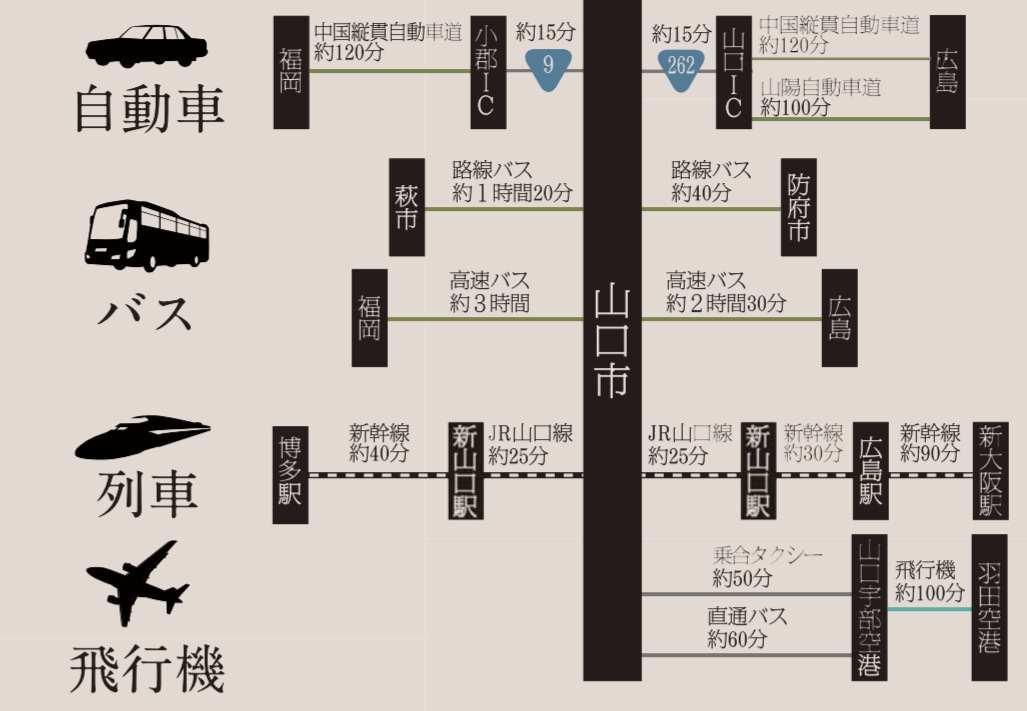 自動車
福岡
中国縦貫自動車道
約120分
小郡IC
約15分
9
約15分
262
山口IC
中国縦貫自動車道
約120分
山陽自動車道
約100分
広島
バス
萩市
路線バス
約1時間20分
路線バス
約40分
防府市
福岡
高速バス
約3時間
高速バス
約2時間30分
広島
山口市
列車
博多駅
新幹線
約40分
新山口駅
JR山口線
約25分
JR山口線
約25分
新山口駅
新幹線
約30分
広島駅
新幹線
約90分
新大阪駅
飛行機
乗合タクシー
約50分
直通バス
約60分
山口宇部空港
飛行機
約100分
羽田空港